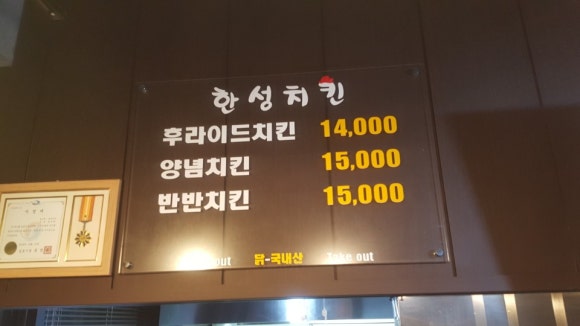 한성치킨
후라이드치킨 14,000
양념치킨 15,000
반반치킨 15,000
out 닭-국내산 Take out